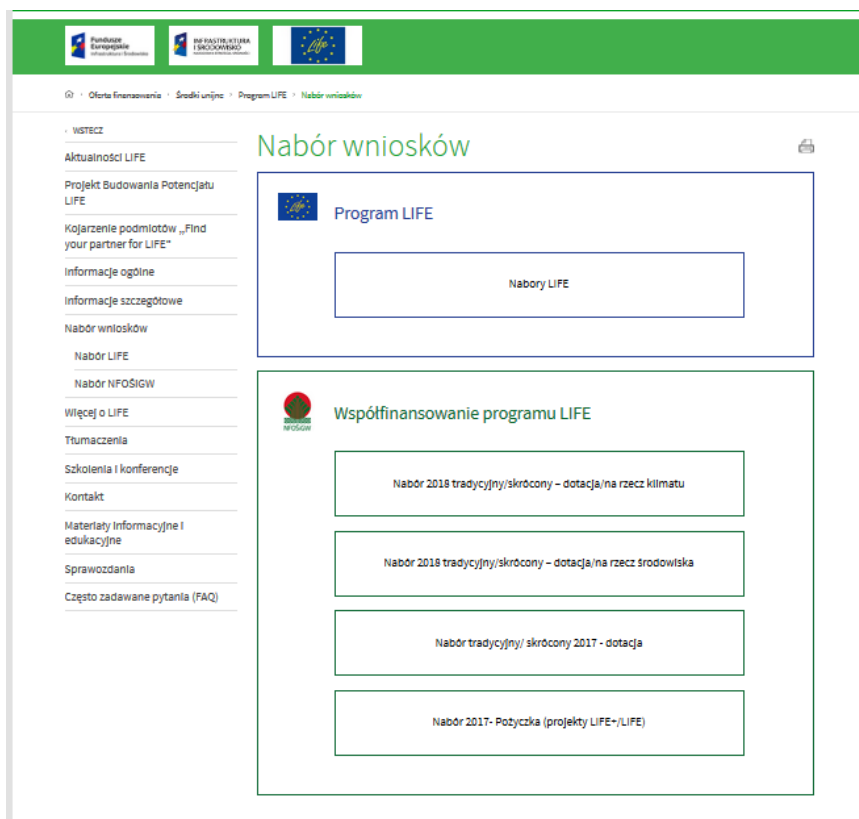 Fundusze
Europejskie
Infrastruktura i Środowisko
INFRASTRUKTURA
I ŚRODOWISKO
Life
Oferta finansowania › Środki unijne › Program LIFE › Nabór wniosków
‹ WSTECZ
Aktualności LIFE
Projekt Budowania Potencjału
LIFE
Kojarzenie podmiotów „Find
your partner for LIFE”
Informacje ogólne
Informacje szczegółowe
Nabór wniosków
Nabór LIFE
Nabór NFOŚiGW
Więcej o LIFE
Tłumaczenia
Szkolenia i konferencje
Kontakt
Materiały informacyjne i
edukacyjne
Sprawozdania
Często zadawane pytania (FAQ)
Nabór wniosków
Life
Program LIFE
Nabory LIFE
NFOŚiGW
Współfinansowanie programu LIFE
Nabór 2018 tradycyjny/skrócony – dotacja/na rzecz klimatu
Nabór 2018 tradycyjny/skrócony – dotacja/na rzecz środowiska
Nabór tradycyjny/ skrócony 2017 - dotacja
Nabór 2017- Pożyczka (projekty LIFE+/LIFE)